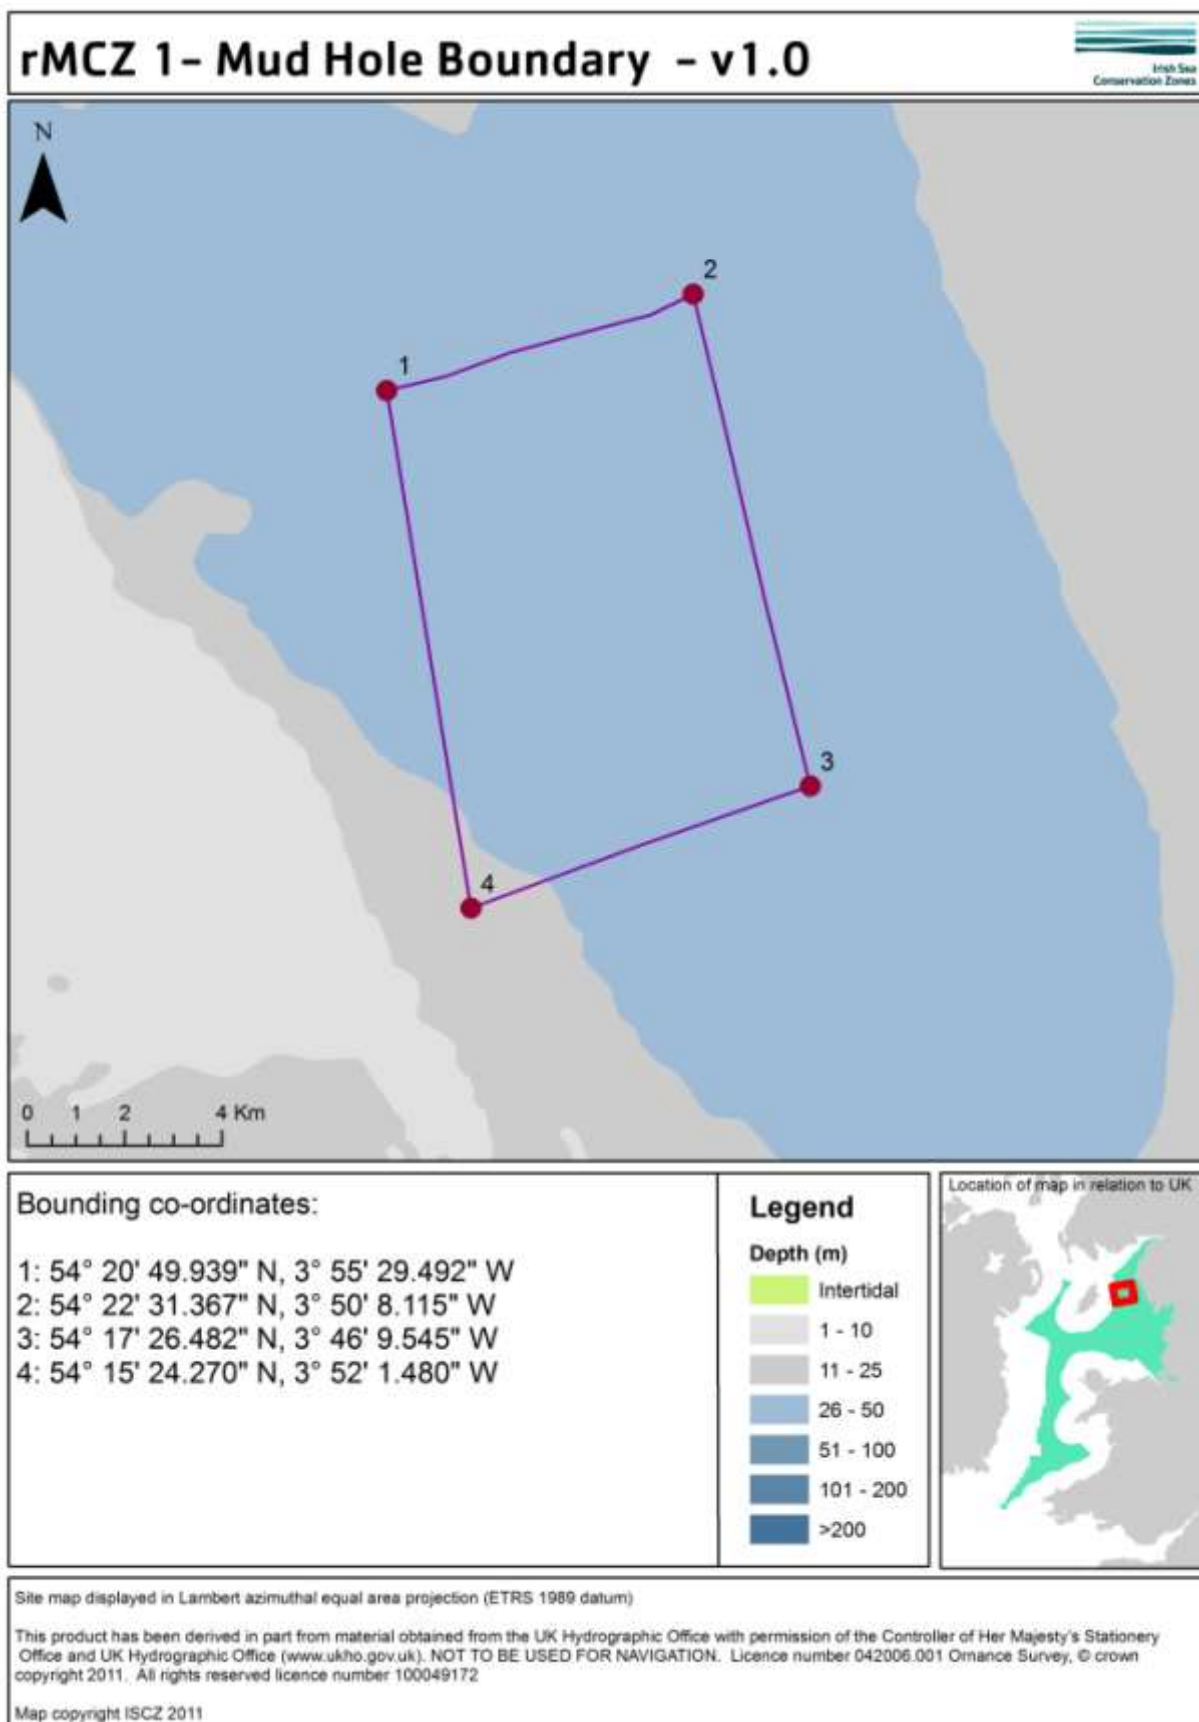 rMCZ 1- Mud Hole Boundary - v1.0
Irish Sea
Conservation Zones
N
2
1
3
4
0 1 2 4 Km
Bounding co-ordinates:
1: 54° 20' 49.939" N, 3° 55' 29.492" W
2: 54° 22' 31.367" N, 3° 50' 8.115" W
3: 54° 17' 26.482" N, 3° 46' 9.545" W
4: 54° 15' 24.270" N, 3° 52' 1.480" W
Legend
Depth (m)
Intertidal
1 - 10
11 - 25
26 - 50
51 - 100
101 - 200
>200
Location of map in relation to UK
Site map displayed in Lambert azimuthal equal area projection (ETRS 1989 datum)
This product has been derived in part from material obtained from the UK Hydrographic Office with permission of the Controller of Her Majesty's Stationery
Office and UK Hydrographic Office (www.ukho.gov.uk). NOT TO BE USED FOR NAVIGATION. Licence number 042006.001 Ornance Survey, © crown
copyright 2011. All rights reserved licence number 100049172
Map copyright ISCZ 2011